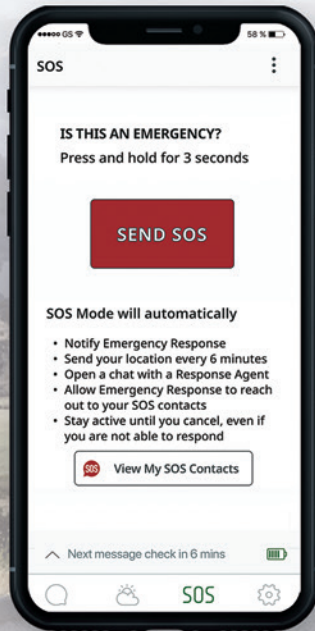 GS 58 %
SOS
IS THIS AN EMERGENCY?
Press and hold for 3 seconds
SEND SOS
SOS Mode will automatically
• Notify Emergency Response
• Send your location every 6 minutes
• Open a chat with a Response Agent
• Allow Emergency Response to reach
out to your SOS contacts
• Stay active until you cancel, even if
you are not able to respond
SOS View My SOS Contacts
Next message check in 6 mins
SOS